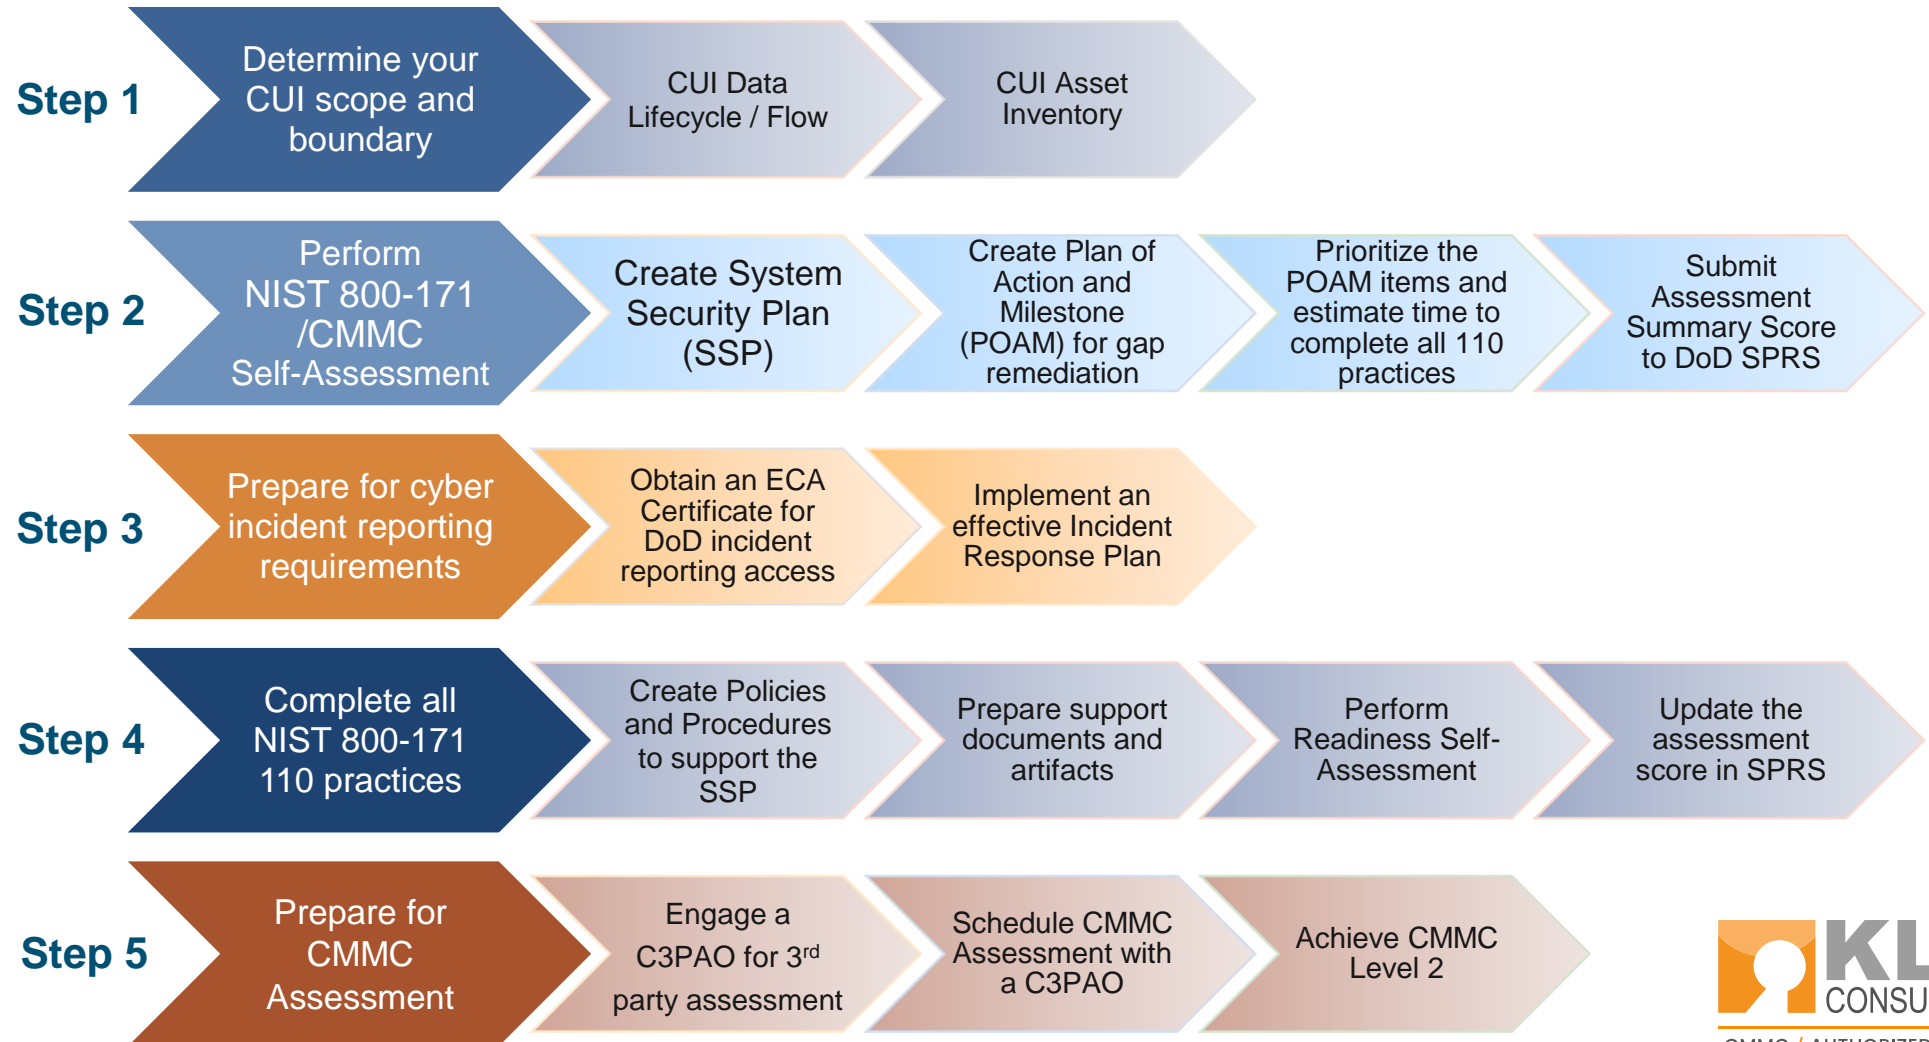 Step 1
Determine your
CUI scope and
boundary
CUI Data
Lifecycle / Flow
CUI Asset
Inventory
Step 2
Perform
NIST 800-171
/CMMC
Self-Assessment
Create System
Security Plan
(SSP)
Create Plan of
Action and
Milestone
(POAM) for gap
remediation
Prioritize the
POAM items and
estimate time to
complete all 110
practices
Submit
Assessment
Summary Score
to DoD SPRS
Step 3
Prepare for cyber
incident reporting
requirements
Obtain an ECA
Certificate for
DoD incident
reporting access
Implement an
effective Incident
Response Plan
Step 4
Complete all
NIST 800-171
110 practices
Create Policies
and Procedures
to support the
SSP
Prepare support
documents and
artifacts
Perform
Readiness Self-
Assessment
Update the
assessment
score in SPRS
Step 5
Prepare for
CMMC
Assessment
Engage a
C3PAO for 3rd
party assessment
Schedule CMMC
Assessment with
a C3PAO
Achieve CMMC
Level 2